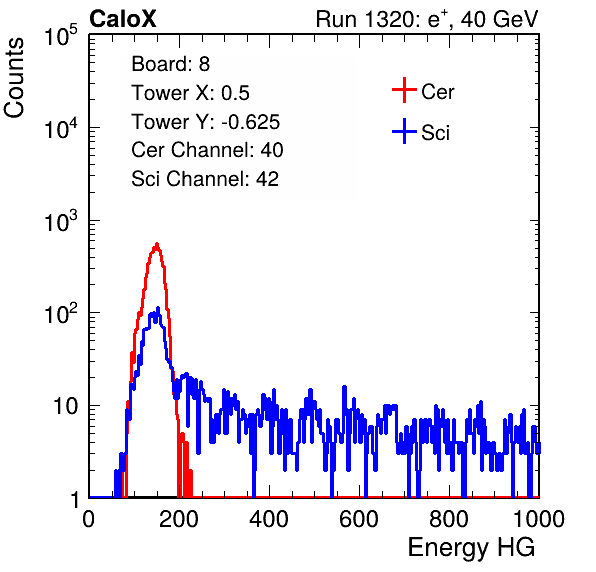 CaloX Run 1320: e⁺, 40 GeV
Counts
Board: 8
Tower X: 0.5
Tower Y: -0.625
Cer Channel: 40
Sci Channel: 42
Cer
Sci
10⁵
10⁴
10³
10²
10
1
0 200 400 600 800 1000
Energy HG